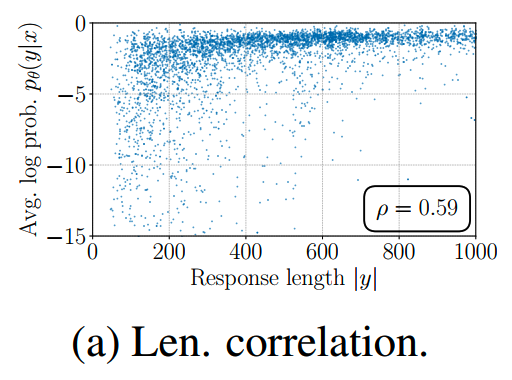 0
−5
−10
−15
Avg. log prob. pθ(y|x)
ρ = 0.59
0 200 400 600 800 1000
Response length |y|
(a) Len. correlation.